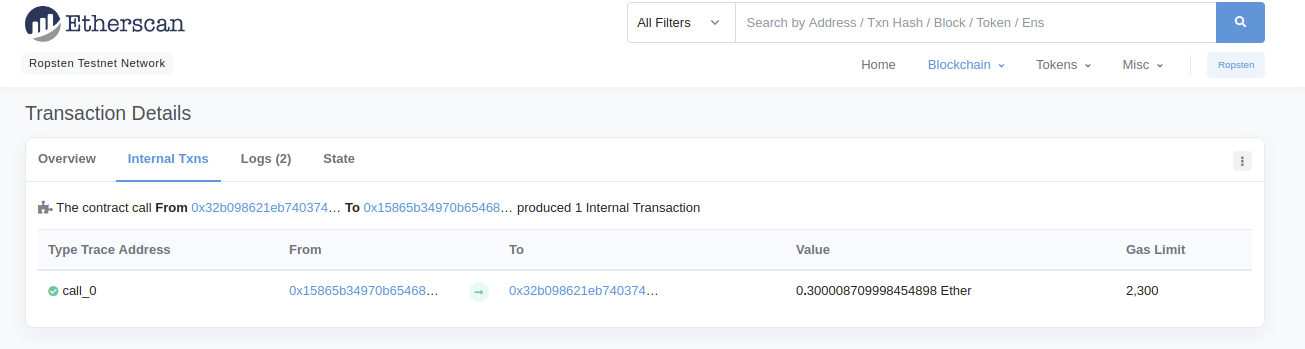 Etherscan
All Filters
Search by Address / Txn Hash / Block / Token / Ens
Ropsten Testnet Network
Home Blockchain Tokens Misc Ropsten
Transaction Details
Overview Internal Txns Logs (2) State
The contract call From 0x32b098621eb740374... To 0x15865b34970b65468... produced 1 Internal Transaction
Type Trace Address From To Value Gas Limit
call_0 0x15865b34970b65468... 0x32b098621eb740374... 0.300008709998454898 Ether 2,300